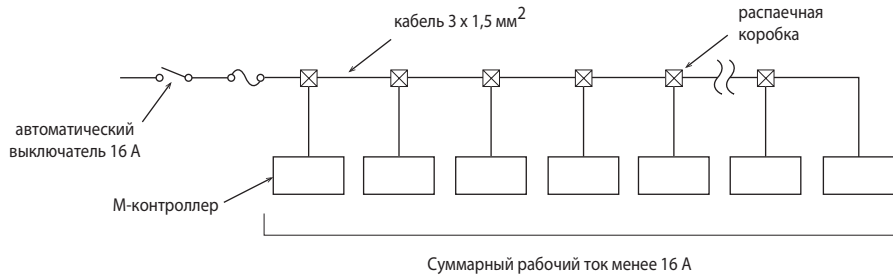 кабель 3 x 1,5 мм²
распаечная
коробка
автоматический
выключатель 16 А
М-контроллер
Суммарный рабочий ток менее 16 А